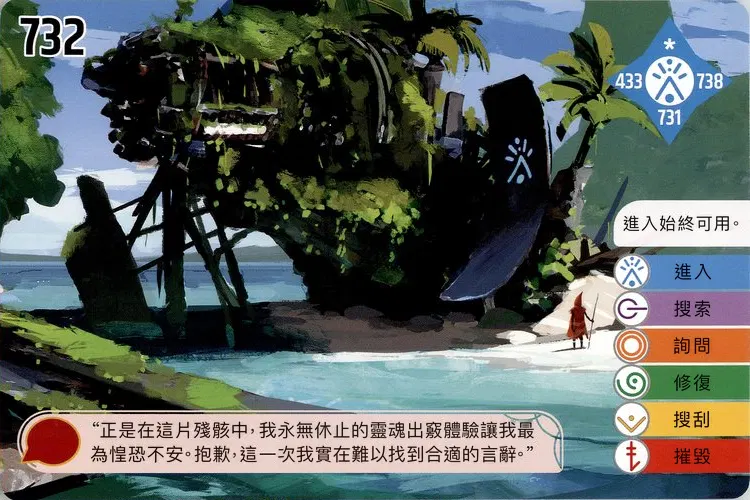 732
*
433
738
731
進入始終可用。
進入
搜索
詢問
修復
搜刮
摧毀
“正是在這片殘骸中，我永無休止的靈魂出竅體驗讓我最
為惶恐不安。抱歉，這一次我實在難以找到合適的言辭。”